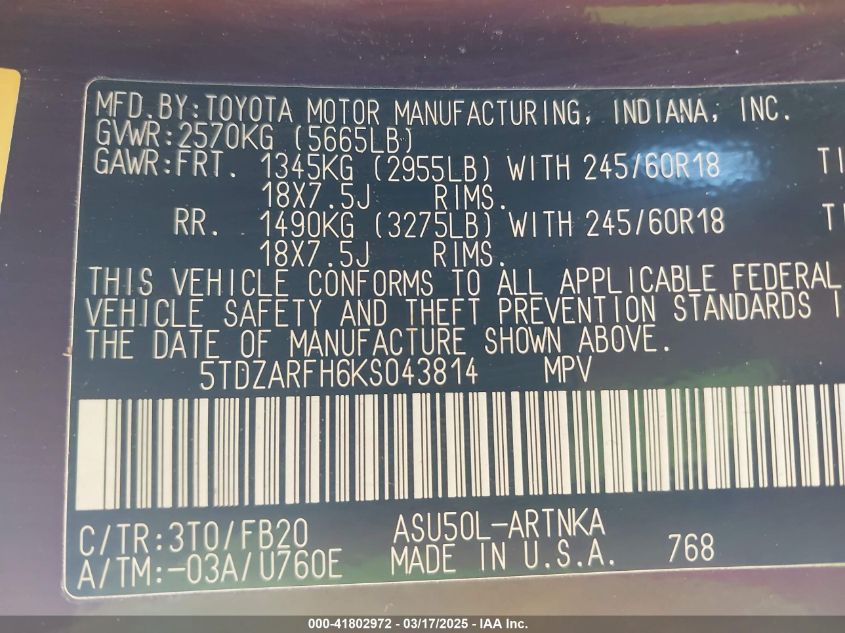 MFD.BY:TOYOTA MOTOR MANUFACTURING, INDIANA, INC.
GVWR:2570KG (5665LB)
GAWR:FRT. 1345KG (2955LB) WITH 245/60R18 TI
18X7.5J RIMS.
RR. 1490KG (3275LB) WITH 245/60R18 TI
18X7.5J RIMS.
THIS VEHICLE CONFORMS TO ALL APPLICABLE FEDERAL
VEHICLE SAFETY AND THEFT PREVENTION STANDARDS I
THE DATE OF MANUFACTURE SHOWN ABOVE.
5TDZARFH6KS043814 MPV
C/TR:3T0/FB20 ASU50L-ARTNKA
A/TM:-03A/U760E MADE IN U.S.A. 768
000-41802972 - 03/17/2025 - IAA Inc.